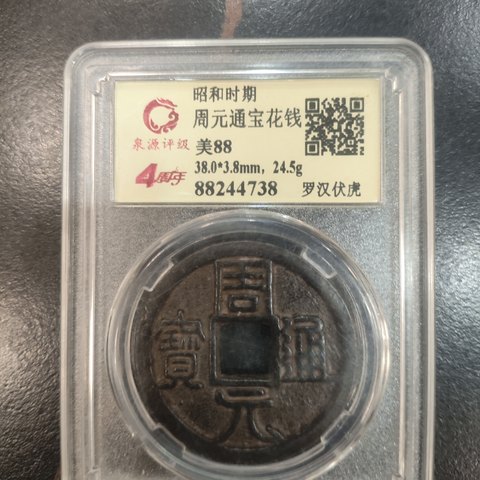 昭和时期
周元通宝花钱
泉源评级
美88
4周年
38.0*3.8mm, 24.5g
88244738
罗汉伏虎
周元通寳